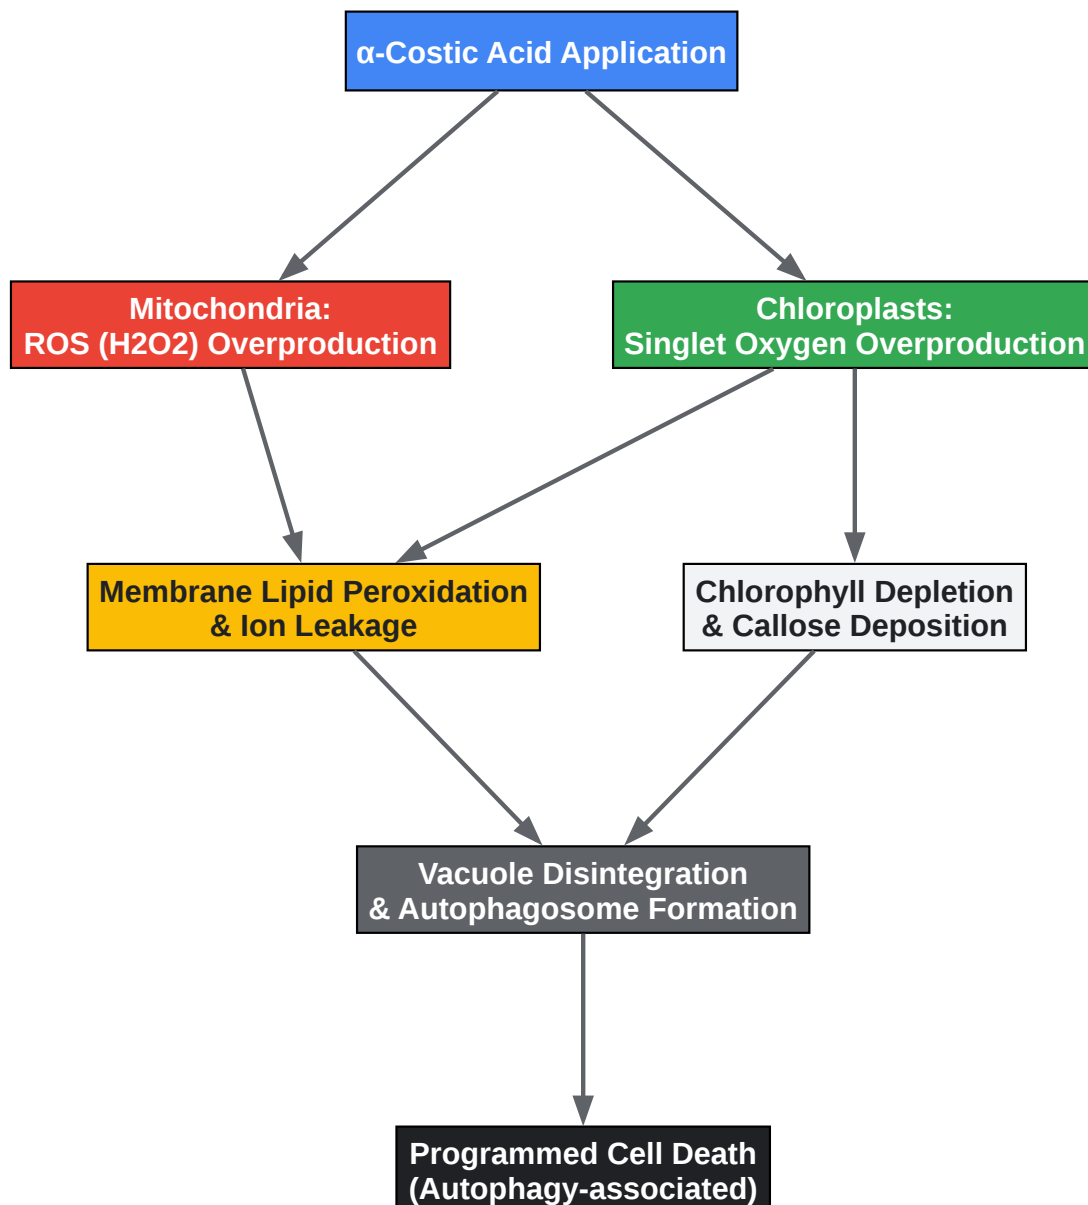 α-Costic Acid Application
Mitochondria:
ROS (H2O2) Overproduction
Chloroplasts:
Singlet Oxygen Overproduction
Membrane Lipid Peroxidation
& Ion Leakage
Chlorophyll Depletion
& Callose Deposition
Vacuole Disintegration
& Autophagosome Formation
Programmed Cell Death
(Autophagy-associated)